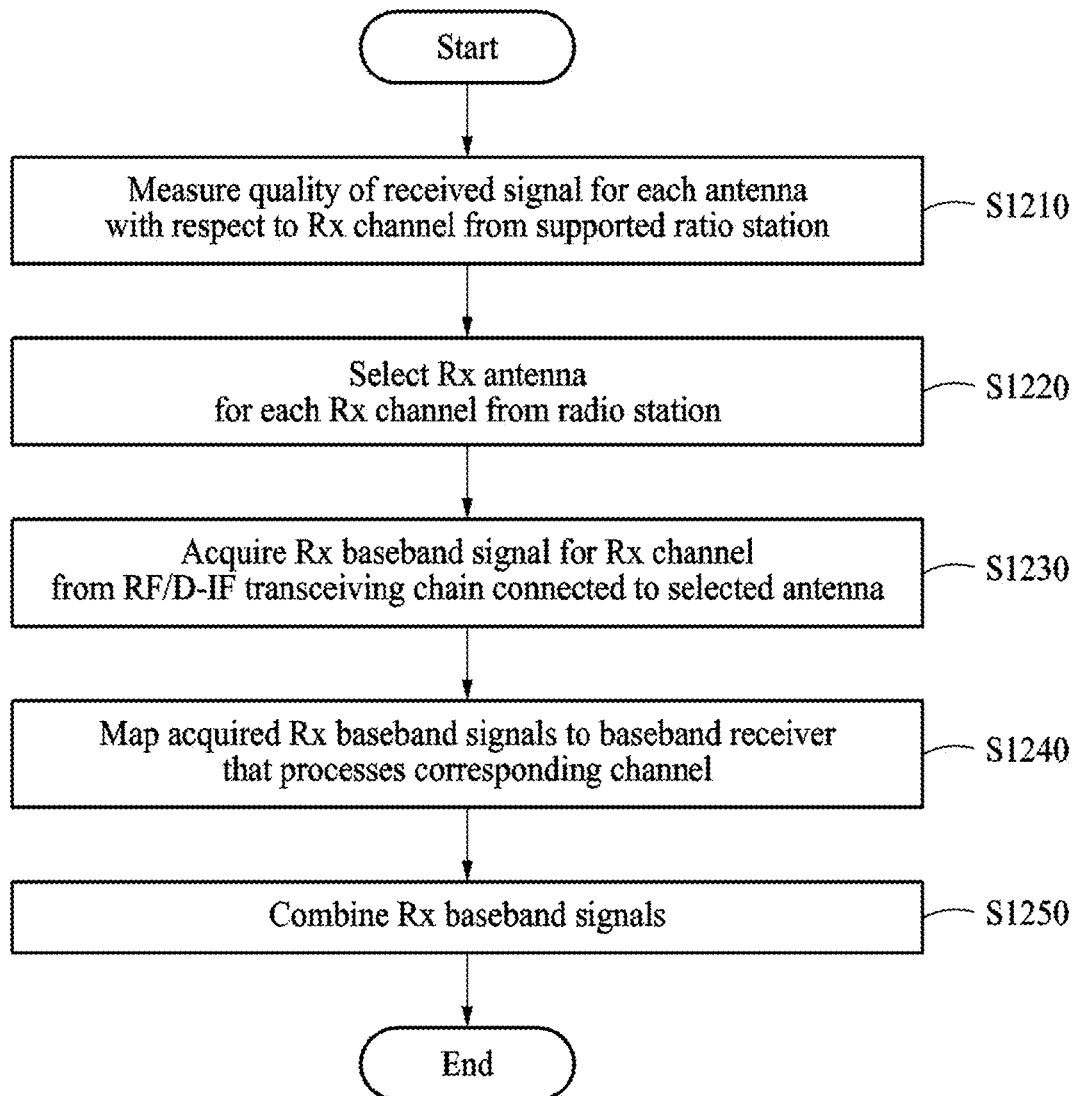 Start
Measure quality of received signal for each antenna
with respect to Rx channel from supported ratio station
S1210
Select Rx antenna
for each Rx channel from radio station
S1220
Acquire Rx baseband signal for Rx channel
from RF/D-IF transceiving chain connected to selected antenna
S1230
Map acquired Rx baseband signals to baseband receiver
that processes corresponding channel
S1240
Combine Rx baseband signals
S1250
End